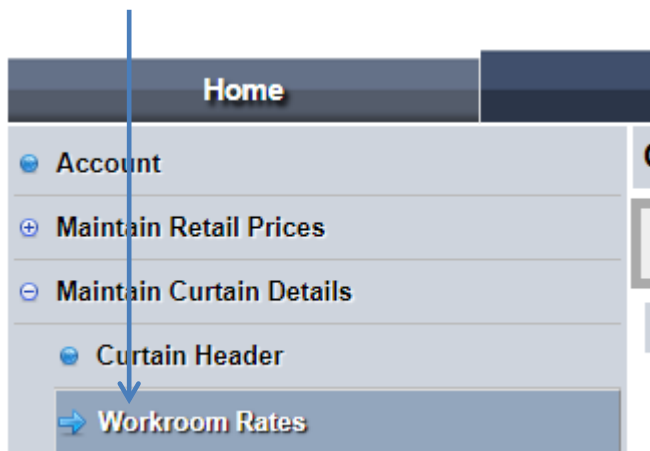 Home
Account
Maintain Retail Prices
Maintain Curtain Details
Curtain Header
Workroom Rates